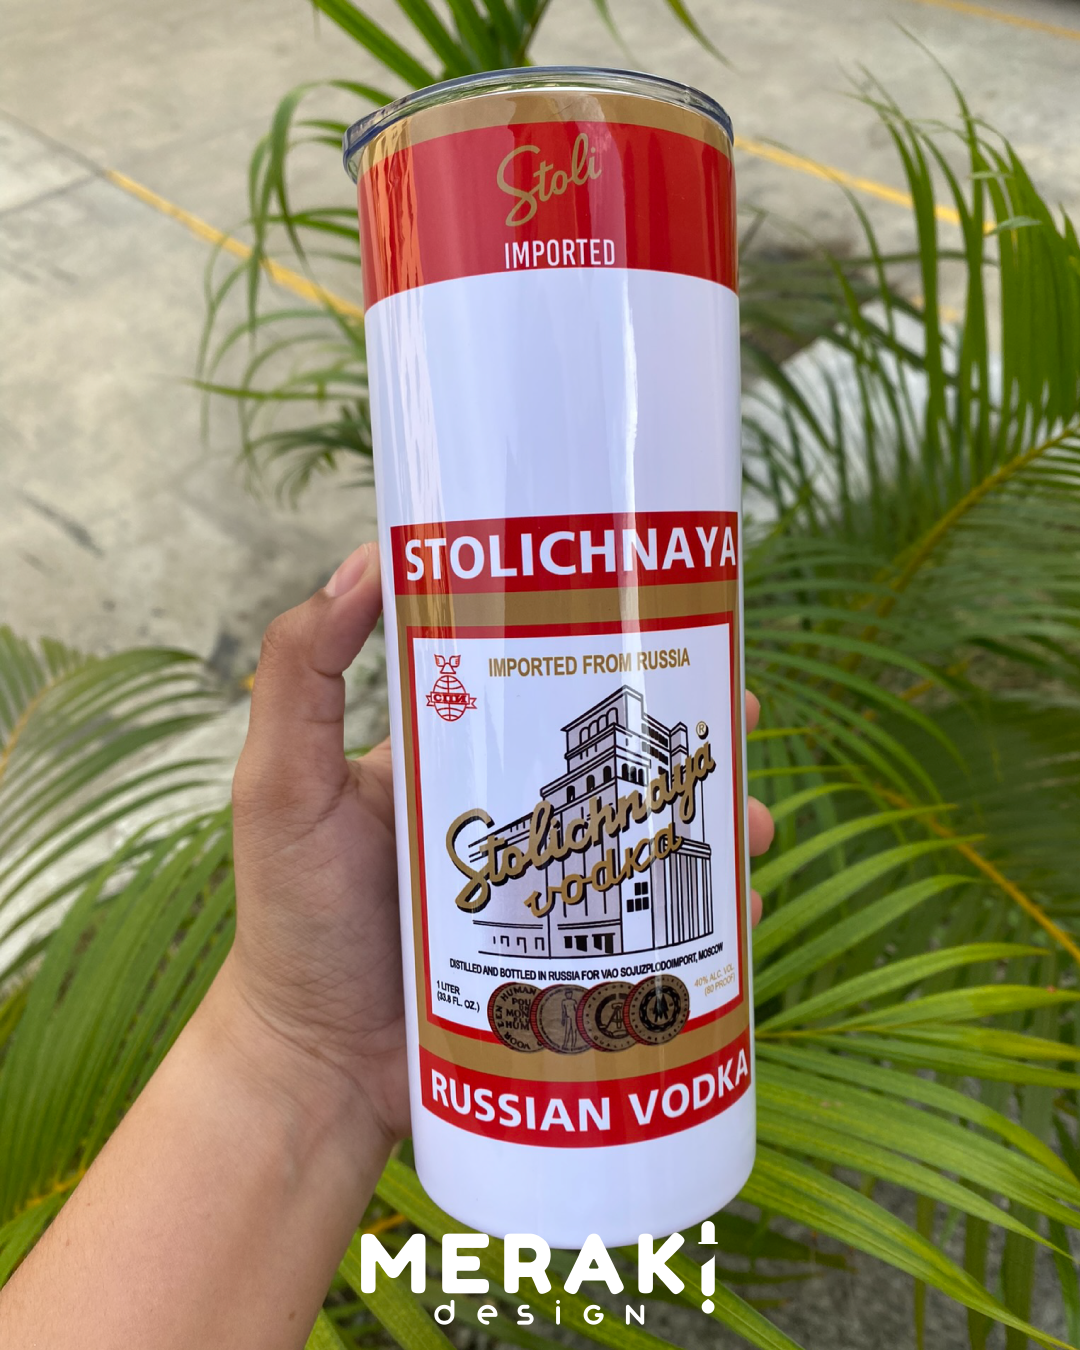 Stoli
IMPORTED
STOLICHNAYA
IMPORTED FROM RUSSIA
СПИ
®
Stolichnaya
vodka
DISTILLED AND BOTTLED IN RUSSIA FOR VAO SOJUZPLODOIMPORT, MOSCOW
1 LITER
(33.8 FL. OZ.)
40% ALC. VOL.
(80 PROOF)
RUSSIAN VODKA
MERAKI
design